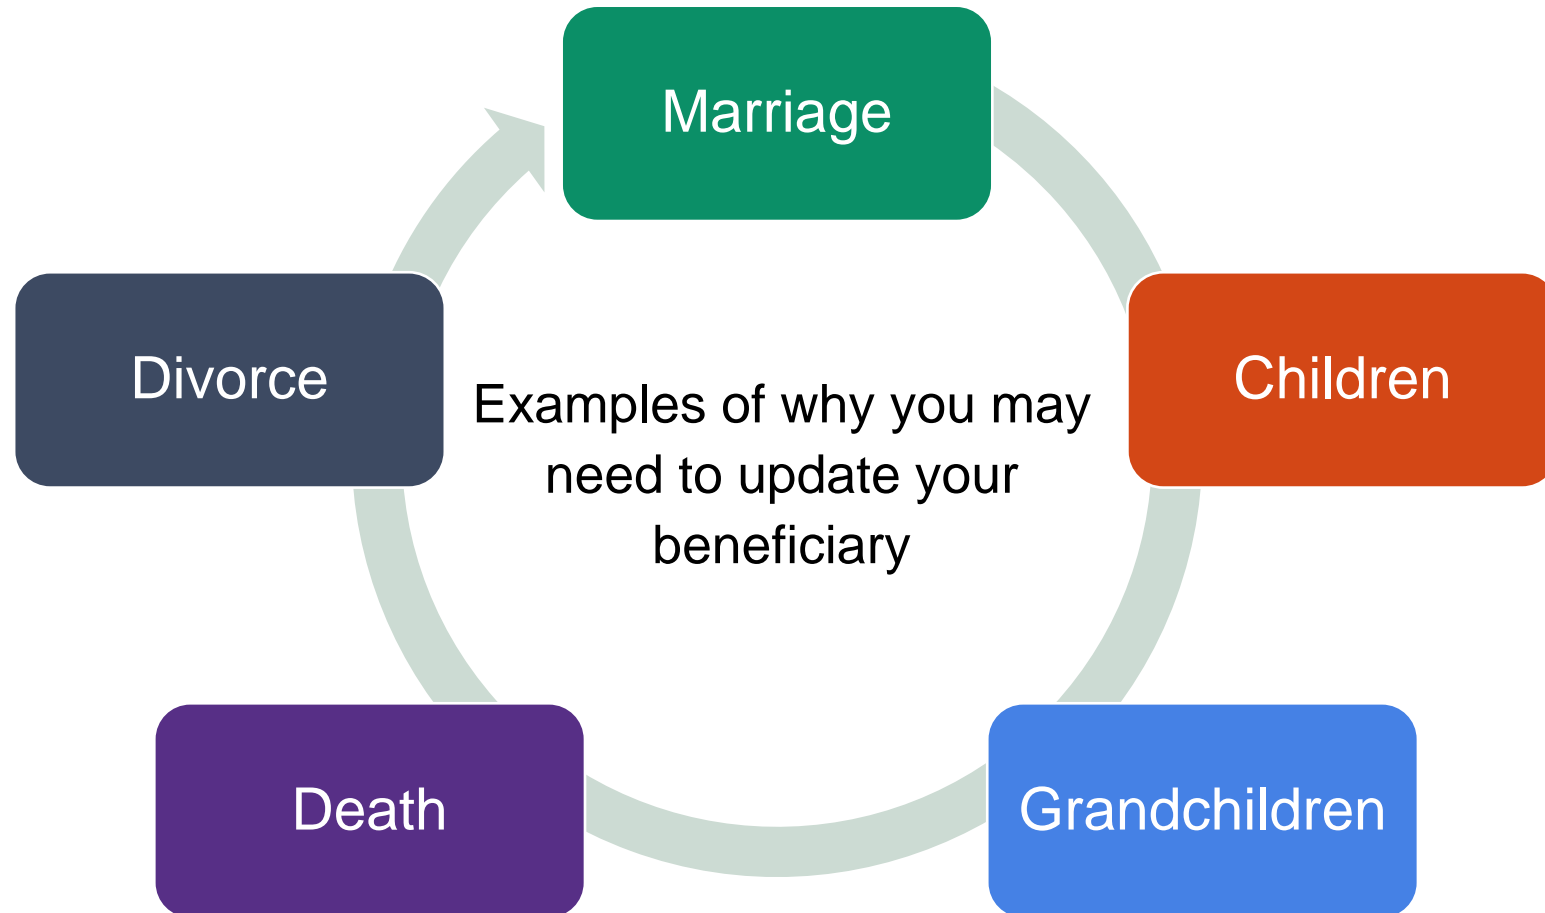 Marriage
Divorce
Children
Examples of why you may
need to update your
beneficiary
Death
Grandchildren